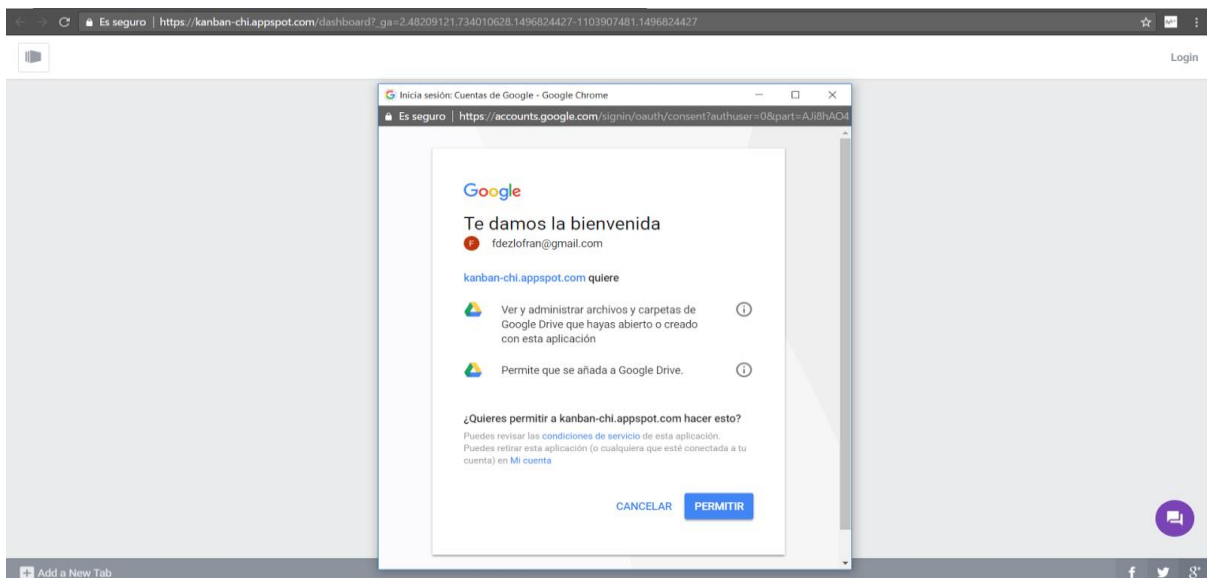 Es seguro | https://kanban-chi.appspot.com/dashboard?_ga=2.48209121.734010628.1496824427-1103907481.1496824427
Login
Inicia sesión: Cuentas de Google - Google Chrome
Es seguro | https://accounts.google.com/signin/oauth/consent?authuser=0&part=AJi8hAO4
Google
Te damos la bienvenida
F fdezlofran@gmail.com
kanban-chi.appspot.com quiere
Ver y administrar archivos y carpetas de
Google Drive que hayas abierto o creado
con esta aplicación
Permite que se añada a Google Drive.
¿Quieres permitir a kanban-chi.appspot.com hacer esto?
Puedes revisar las condiciones de servicio de esta aplicación.
Puedes retirar esta aplicación (o cualquiera que esté conectada a tu
cuenta) en Mi cuenta
CANCELAR PERMITIR
Add a New Tab